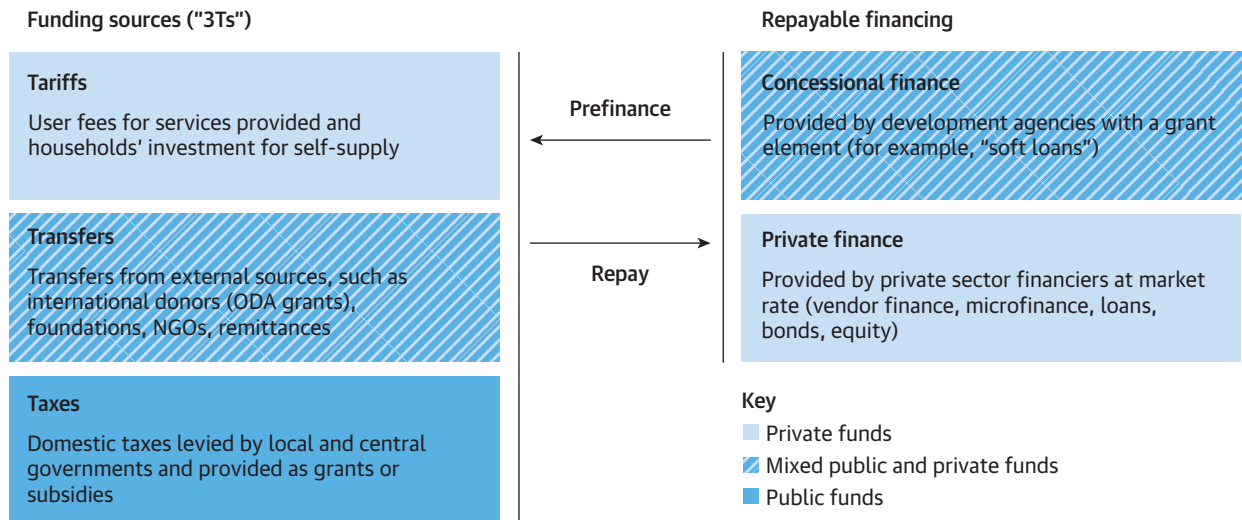 Funding sources (“3Ts”)
Tariffs
User fees for services provided and
households’ investment for self-supply
Transfers
Transfers from external sources, such as
international donors (ODA grants),
foundations, NGOs, remittances
Taxes
Domestic taxes levied by local and central
governments and provided as grants or
subsidies
Prefinance
Repay
Repayable financing
Concessional finance
Provided by development agencies with a grant
element (for example, “soft loans”)
Private finance
Provided by private sector financiers at market
rate (vendor finance, microfinance, loans,
bonds, equity)
Key
Private funds
Mixed public and private funds
Public funds